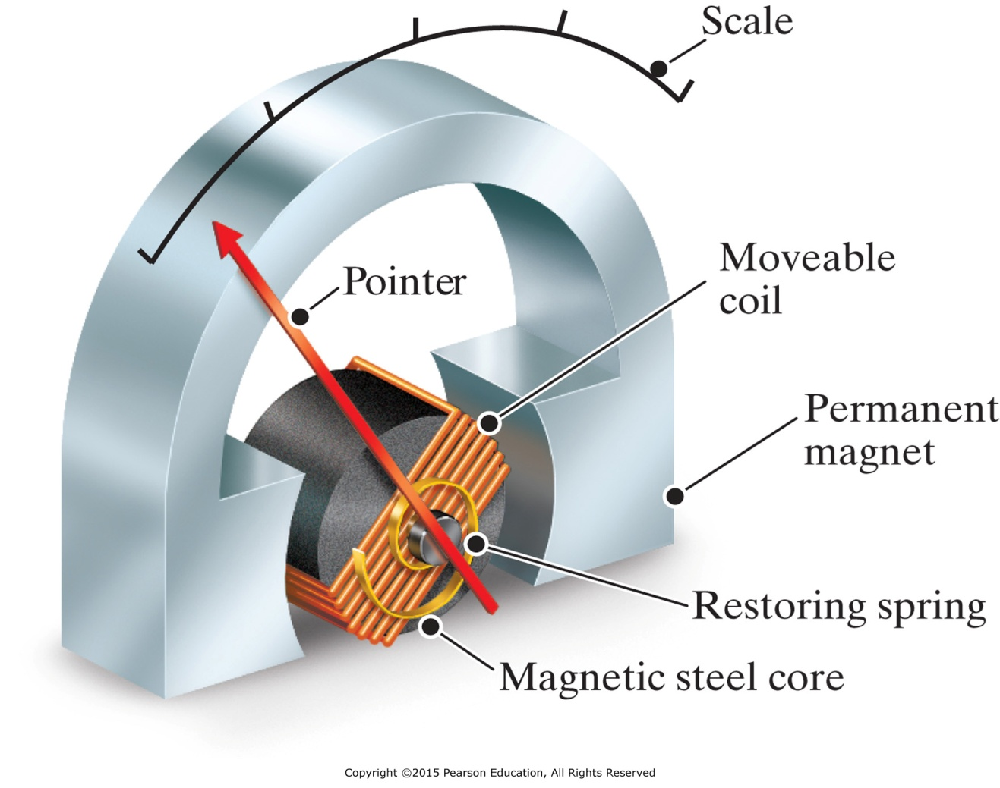 Scale
Pointer
Moveable
coil
Permanent
magnet
Restoring spring
Magnetic steel core
Copyright ©2015 Pearson Education, All Rights Reserved